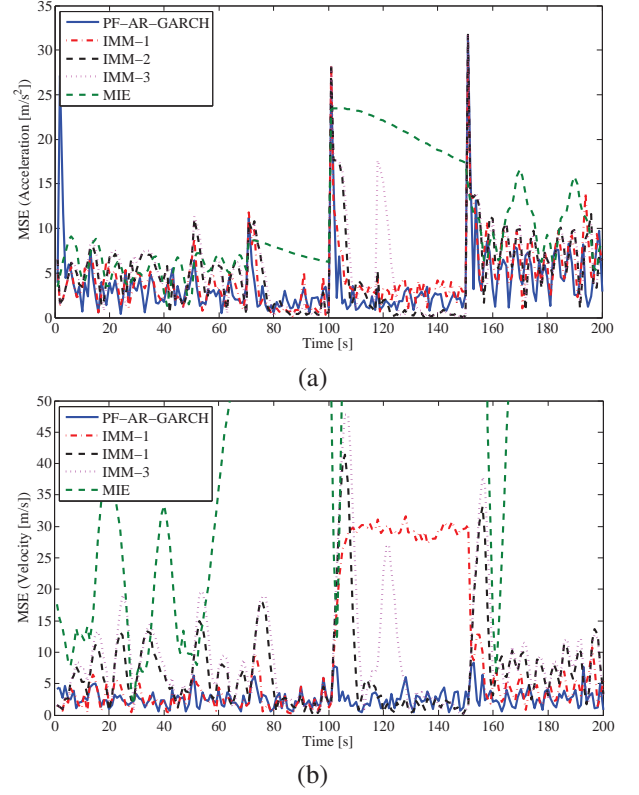 35
30
25
20
15
10
5
0
MSE (Acceleration [m/s²]
PF−AR−GARCH
IMM−1
IMM−2
IMM−3
MIE
0 20 40 60 80 100 120 140 160 180 200
Time [s]
(a)
50
45
40
35
30
25
20
15
10
5
0
MSE (Velocity [m/s])
PF−AR−GARCH
IMM−1
IMM−1
IMM−3
MIE
0 20 40 60 80 100 120 140 160 180 200
Time [s]
(b)